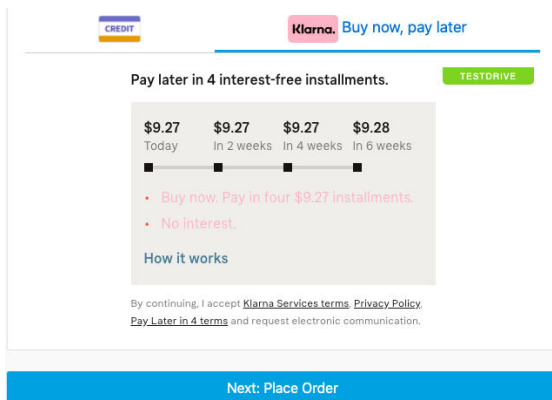 CREDIT
Klarna. Buy now, pay later
Pay later in 4 interest-free installments.
TESTDRIVE
$9.27 $9.27 $9.27 $9.28
Today In 2 weeks In 4 weeks In 6 weeks
• Buy now. Pay in four $9.27 installments.
• No interest.
How it works
By continuing, I accept Klarna Services terms, Privacy Policy,
Pay Later in 4 terms and request electronic communication.
Next: Place Order